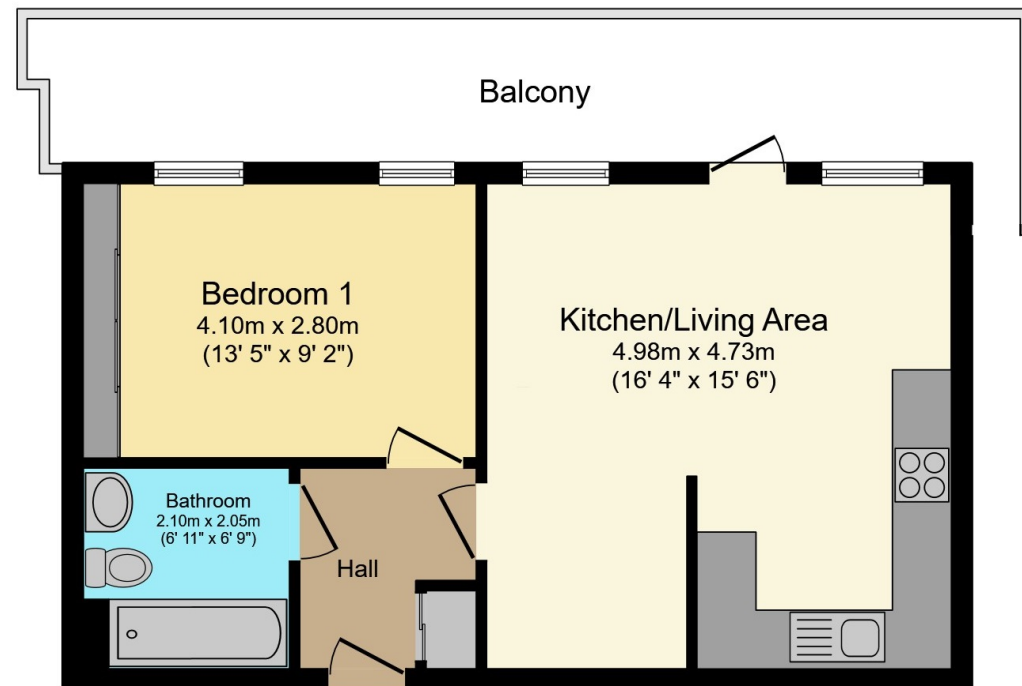 Balcony
Bedroom 1
4.10m x 2.80m
(13' 5" x 9' 2")
Kitchen/Living Area
4.98m x 4.73m
(16' 4" x 15' 6")
Bathroom
2.10m x 2.05m
(6' 11" x 6' 9")
Hall